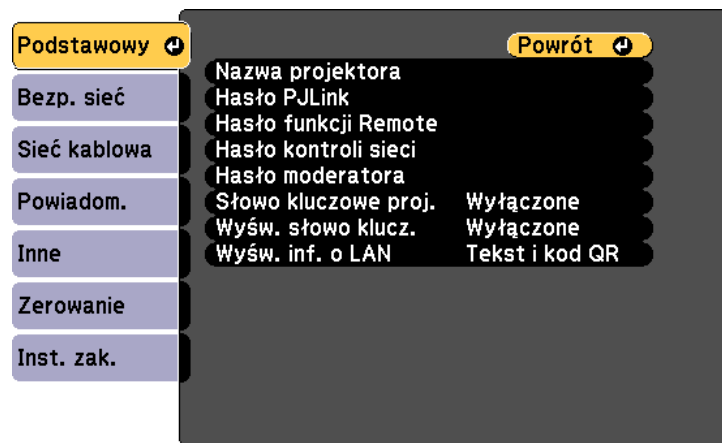 Podstawowy
Bezp. sieć
Sieć kablowa
Powiadom.
Inne
Zerowanie
Inst. zak.
Powrót
Nazwa projektora
Hasło PJLink
Hasło funkcji Remote
Hasło kontroli sieci
Hasło moderatora
Słowo kluczowe proj. Wyłączone
Wyśw. słowo klucz. Wyłączone
Wyśw. inf. o LAN Tekst i kod QR